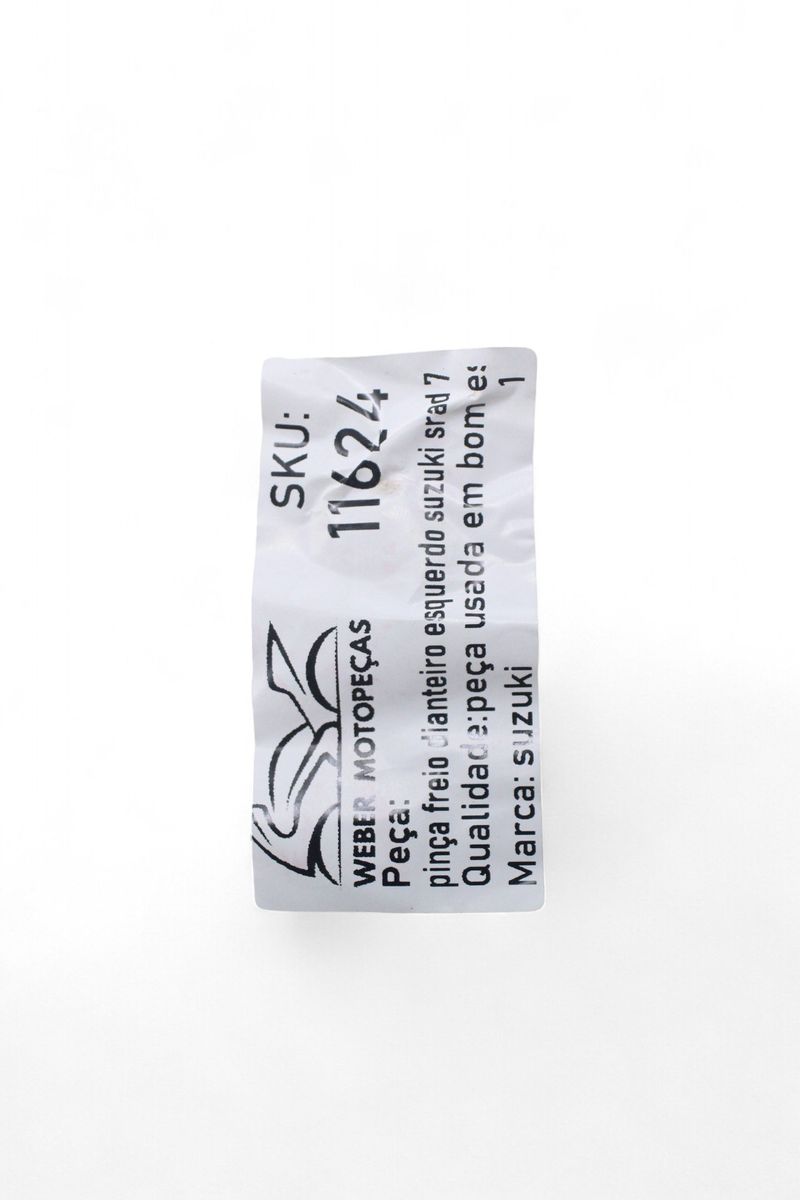 SKU:
11624
WEBER MOTOPEÇAS
Peça:
pinça freio dianteiro esquerdo suzuki srad 7
Qualidade:peça usada em bom es
Marca: suzuki 1